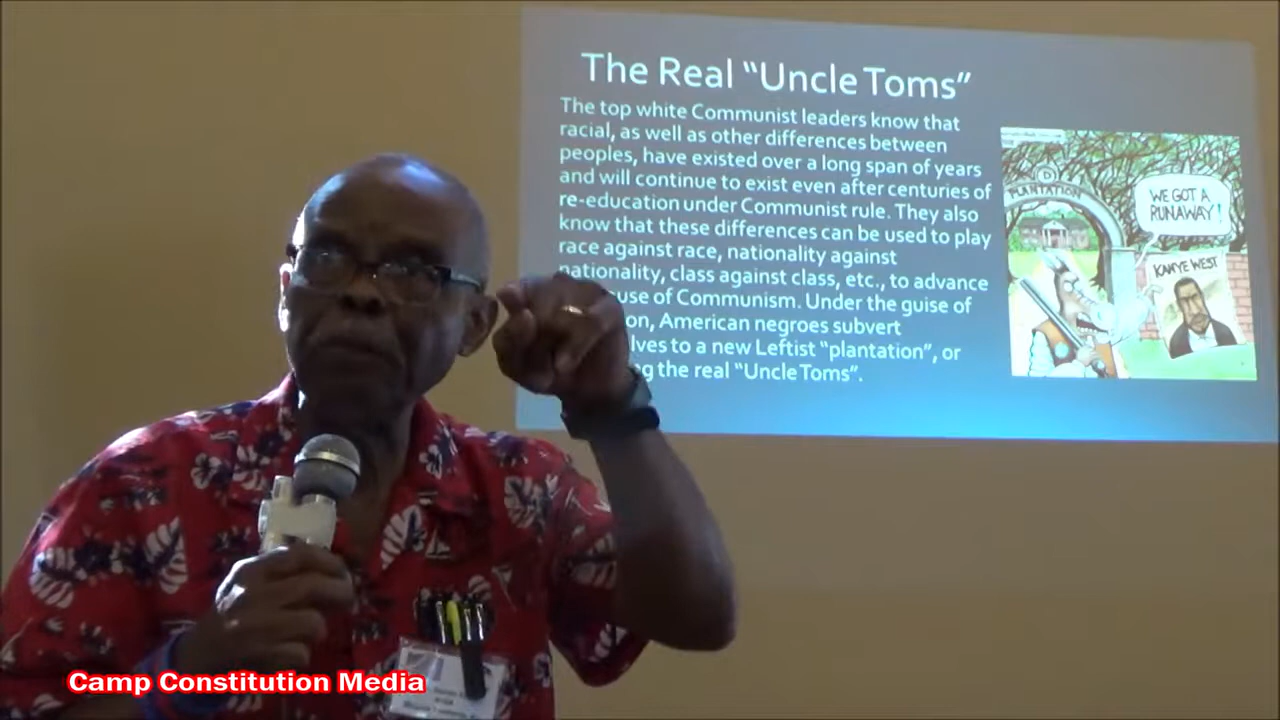 The Real “Uncle Toms”
The top white Communist leaders know that
racial, as well as other differences between
peoples, have existed over a long span of years
and will continue to exist even after centuries of
re-education under Communist rule. They also
know that these differences can be used to play
race against race, nationality against
nationality, class against class, etc., to advance
use of Communism. Under the guise of
on, American negroes subvert
lves to a new Leftist “plantation”, or
g the real “Uncle Toms”.
D
PLANTATION
WE GOT A
RUNAWAY!
KANYE WEST
Camp Constitution Media